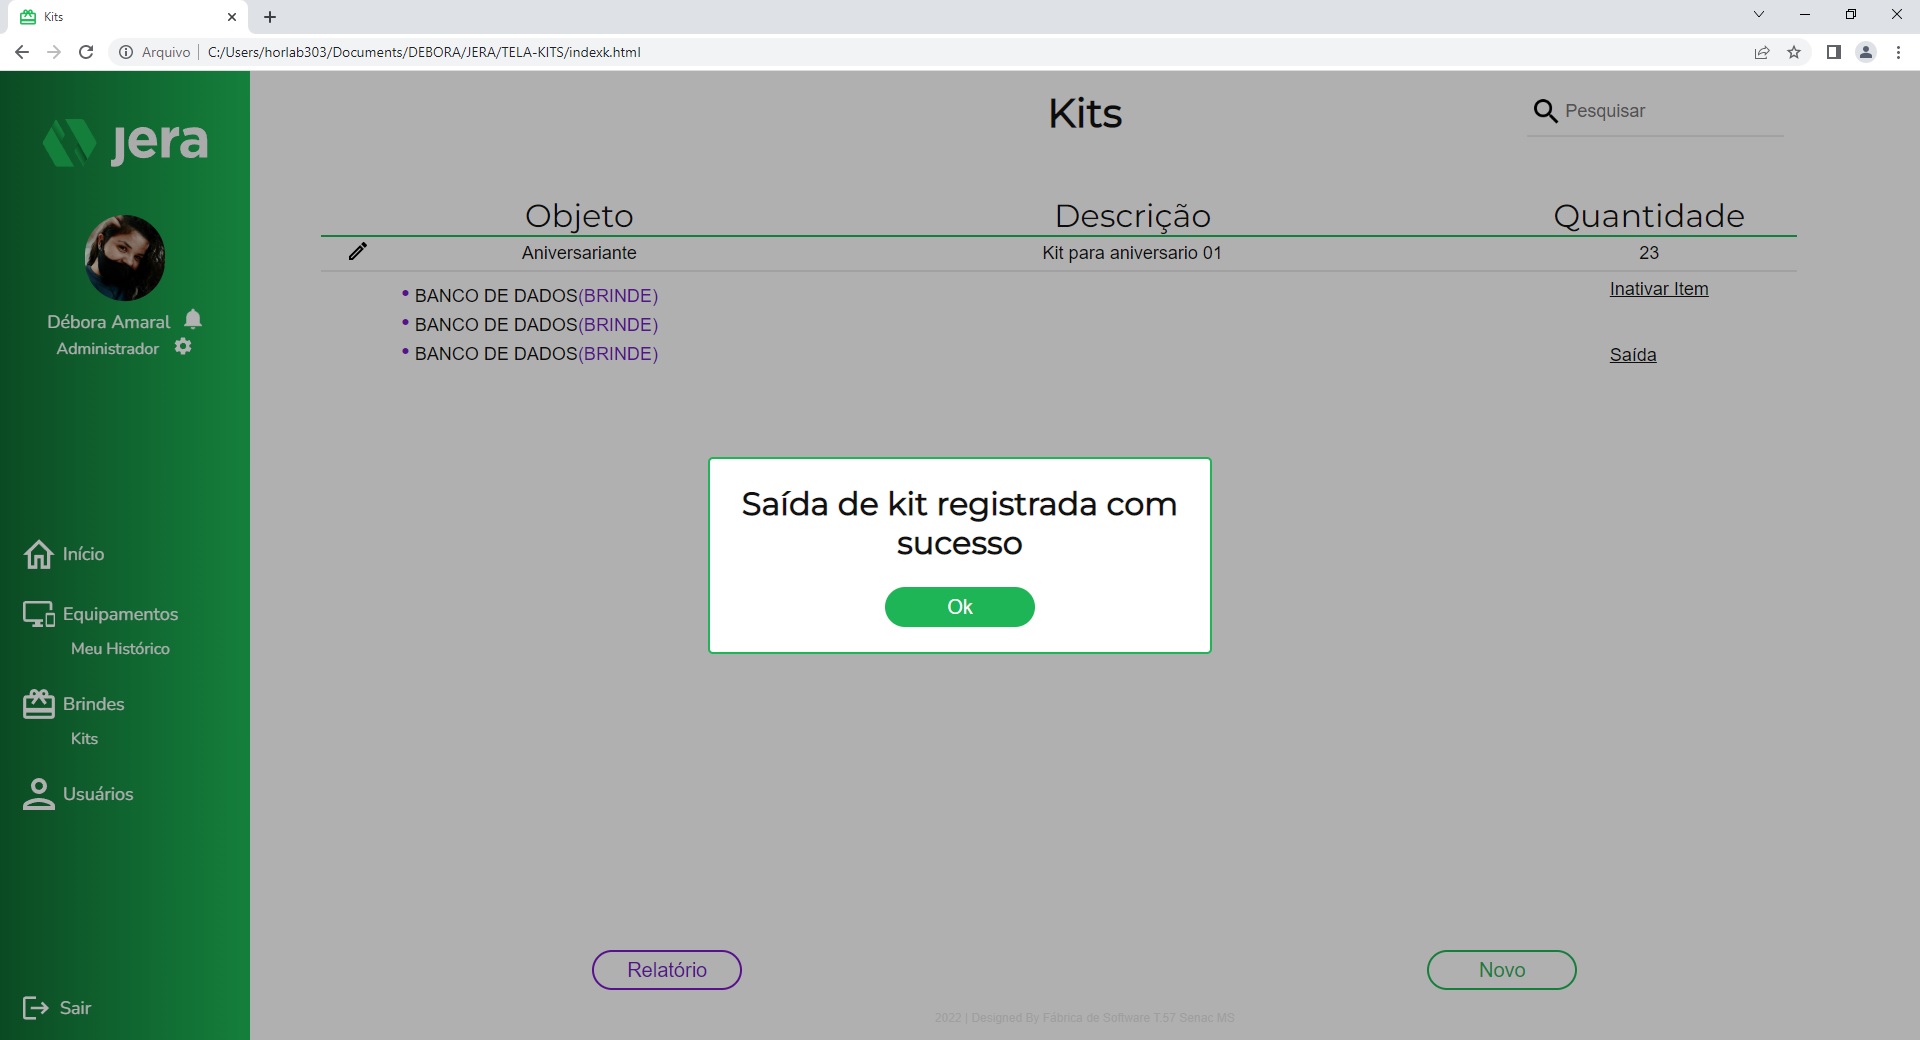 Kits
Arquivo
C:/Users/horlab303/Documents/DEBORA/JERA/TELA-KITS/indexk.html
Jera
Débora Amaral
Administrador
Início
Equipamentos
Meu Histórico
Brindes
Kits
Usuários
Sair
Kits
Pesquisar
Objeto Descrição Quantidade
Aniversariante Kit para aniversario 01 23
• BANCO DE DADOS(BRINDE)
• BANCO DE DADOS(BRINDE)
• BANCO DE DADOS(BRINDE)
Inativar Item
Saída
Saída de kit registrada com
sucesso
Ok
Relatório
Novo
2022 | Designed By Fábrica de Software T.57 Senac MS